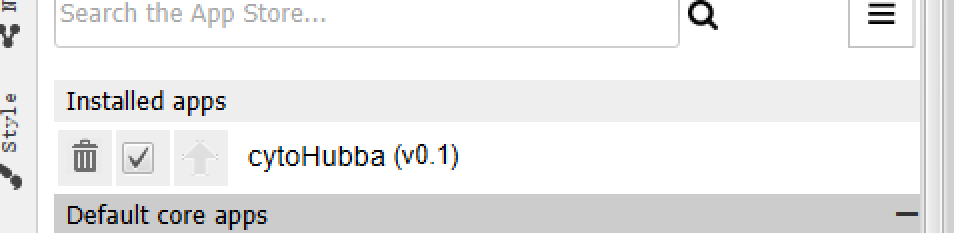 Search the App Store...
Style
Installed apps
cytoHubba (v0.1)
Default core apps